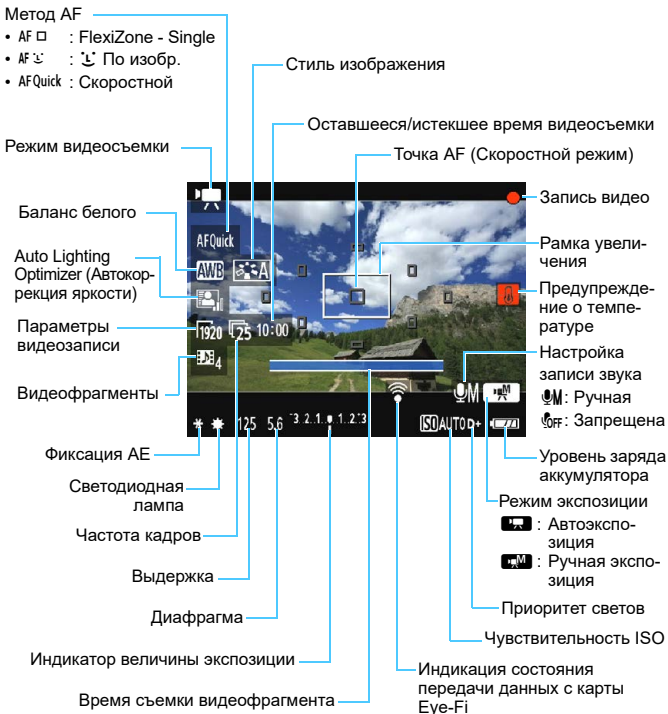 Метод AF
• AF □ : FlexiZone - Single
• AF : По изобр.
• AFQuick : Скоростной
Стиль изображения
Оставшееся/истекшее время видеосъемки
Точка AF (Скоростной режим)
Режим видеосъемки
Запись видео
Баланс белого
Рамка увели-
чения
Auto Lighting
Optimizer (Автокор-
рекция яркости)
Предупрежде-
ние о темпе-
ратуре
Параметры
видеозаписи
Настройка
записи звука
M: Ручная
OFF: Запрещена
Видеофрагменты
AFQuick
AWB
A
1920
25
10:00
4
M
M
125 5.6 -3..2..1..0..1..2..+3 ISO AUTO D+
Фиксация AE
Уровень заряда
аккумулятора
Светодиодная
лампа
Режим экспозиции
: Автоэкспо-
зиция
M : Ручная экспо-
зиция
Частота кадров
Выдержка
Диафрагма
Приоритет светов
Чувствительность ISO
Индикатор величины экспозиции
Индикация состояния
передачи данных с карты
Eye-Fi
Время съемки видеофрагмента